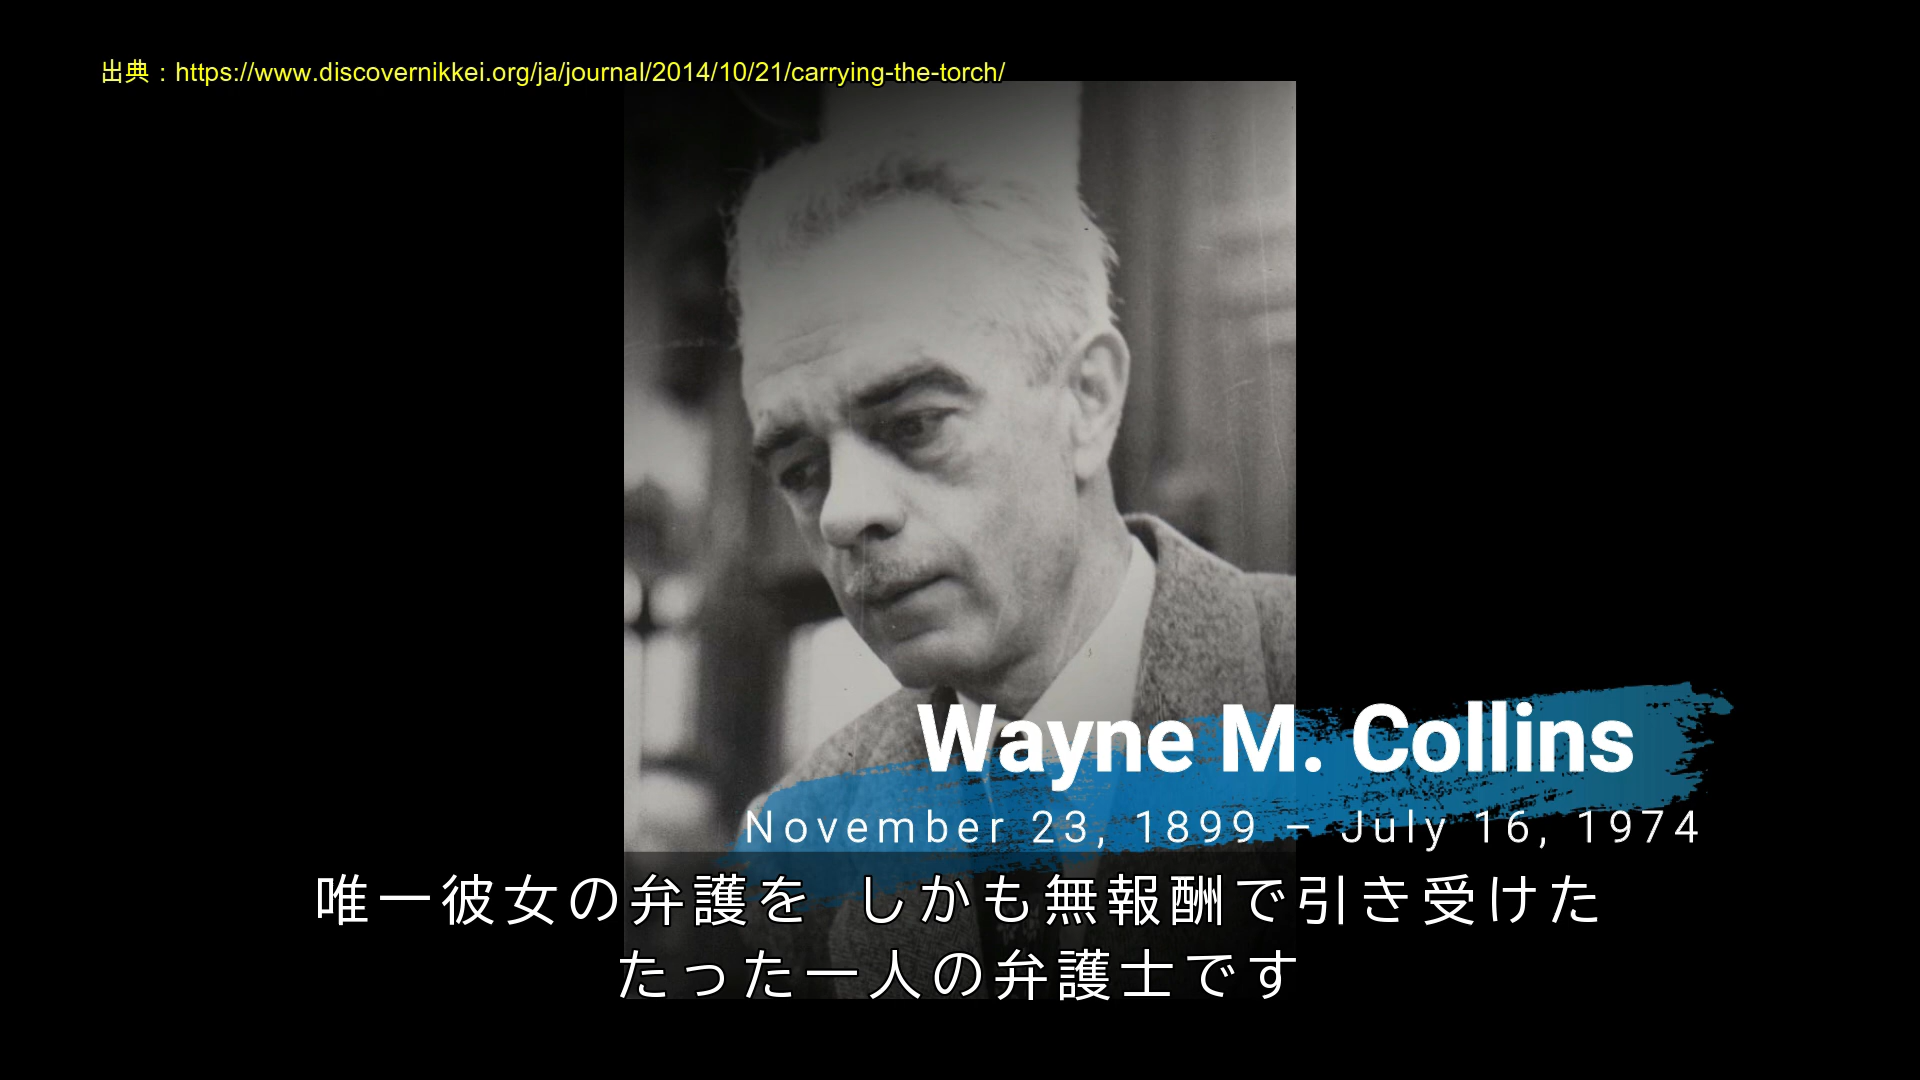 出典：https://www.discovernikkei.org/ja/journal/2014/10/21/carrying-the-torch/
Wayne M. Collins
November 23, 1899 – July 16, 1974
唯一彼女の弁護を しかも無報酬で引き受けた
たった一人の弁護士です